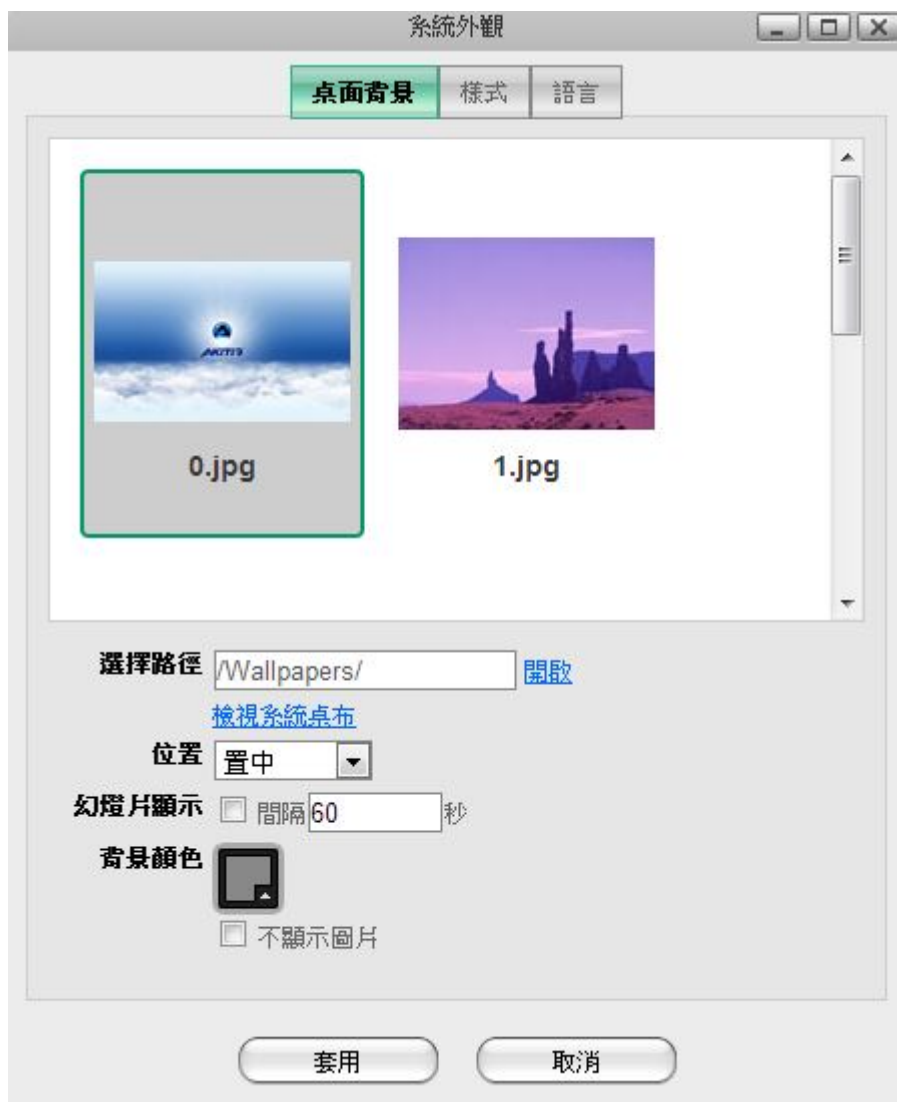 系統外觀
桌面背景 樣式 語言
AKiTiO
0.jpg 1.jpg
選擇路徑 /Wallpapers/ 開啟
檢視系統桌布
位置 置中
幻燈片顯示 間隔 60 秒
背景顏色
不顯示圖片
套用 取消